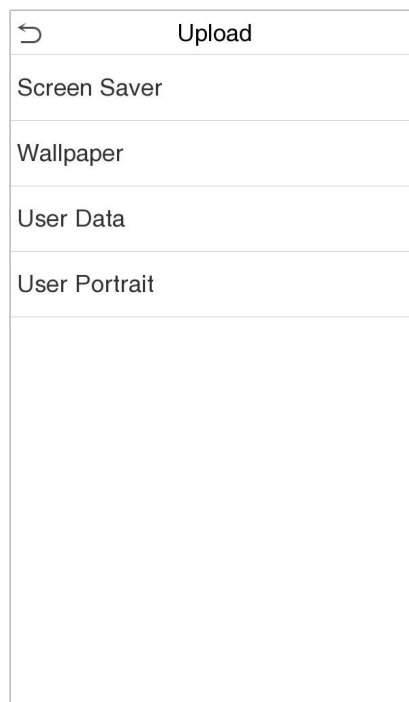 Upload
Screen Saver
Wallpaper
User Data
User Portrait